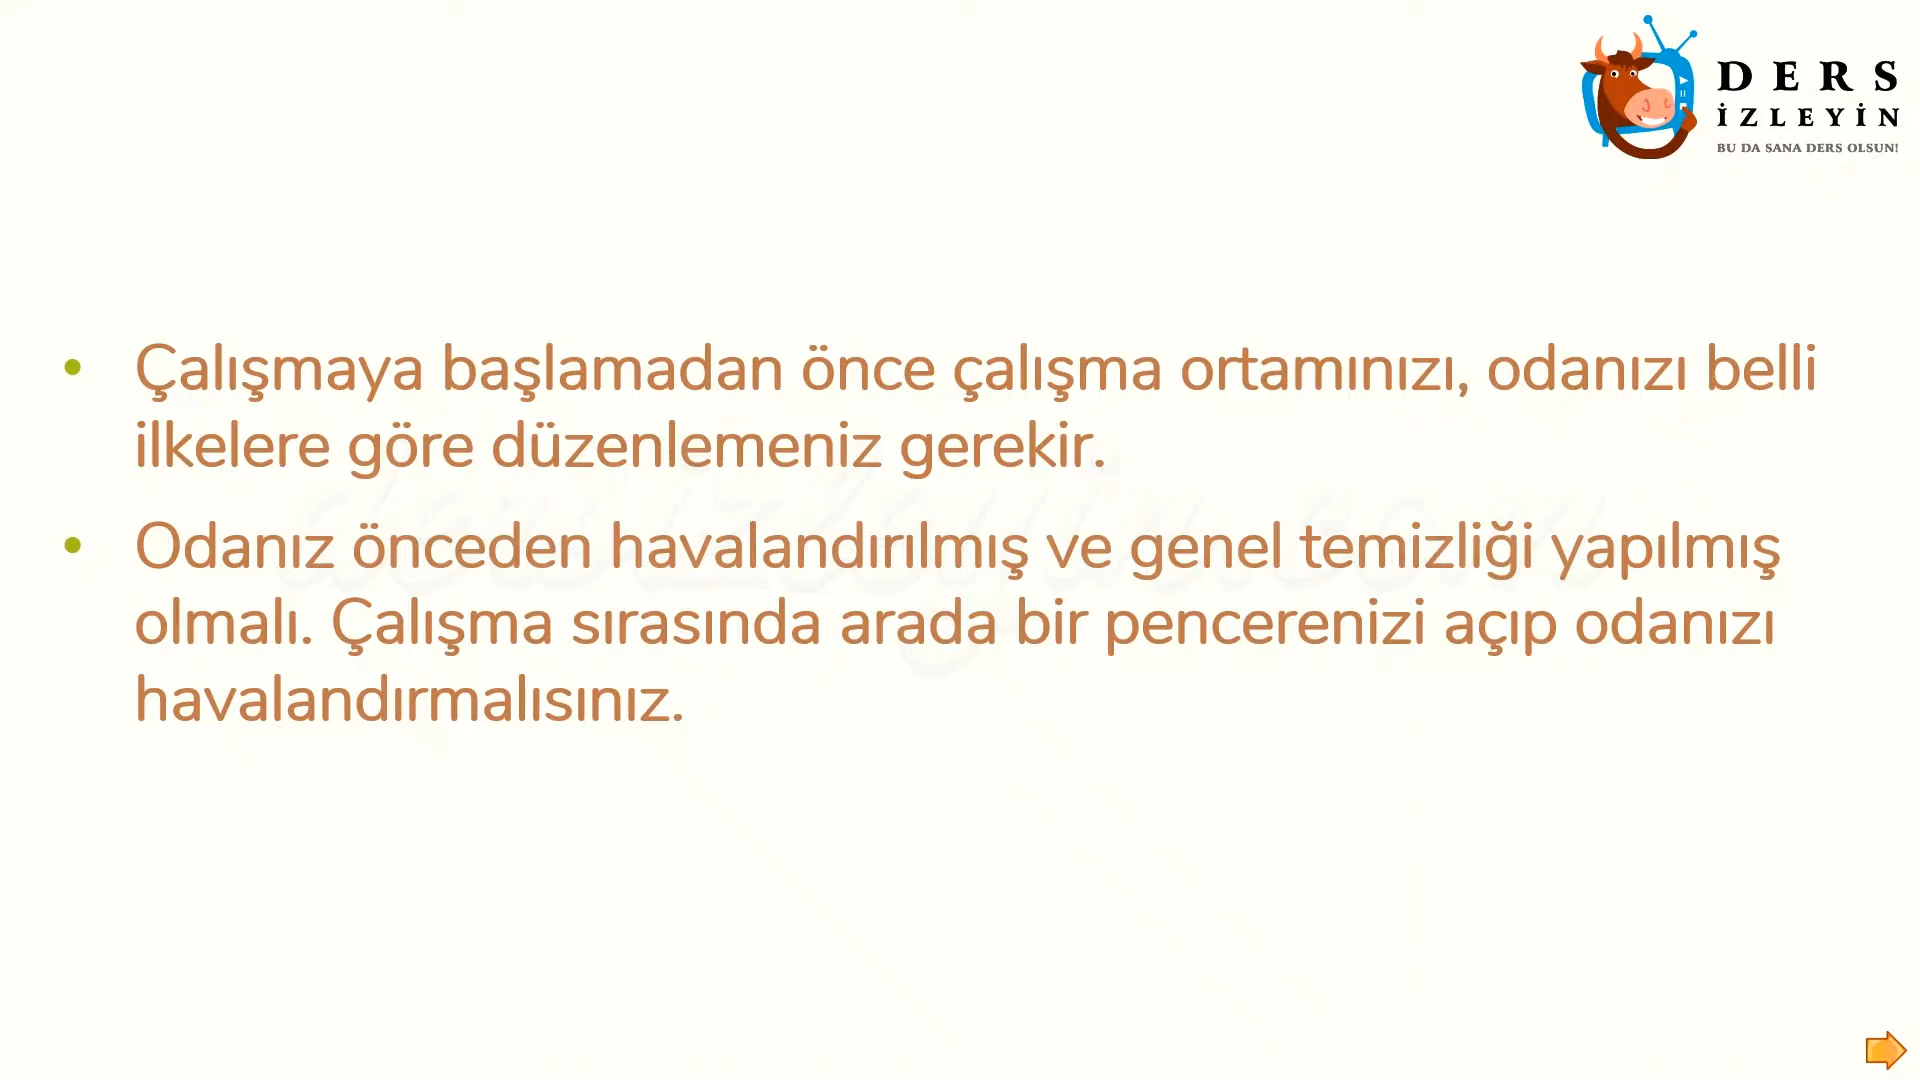 DERS
İZLEYİN
BU DA SANA DERS OLSUN!
• Çalışmaya başlamadan önce çalışma ortamınızı, odanızı belli
ilkelere göre düzenlemeniz gerekir.
• Odanız önceden havalandırılmış ve genel temizliği yapılmış
olmalı. Çalışma sırasında arada bir pencerenizi açıp odanızı
havalandırmalısınız.